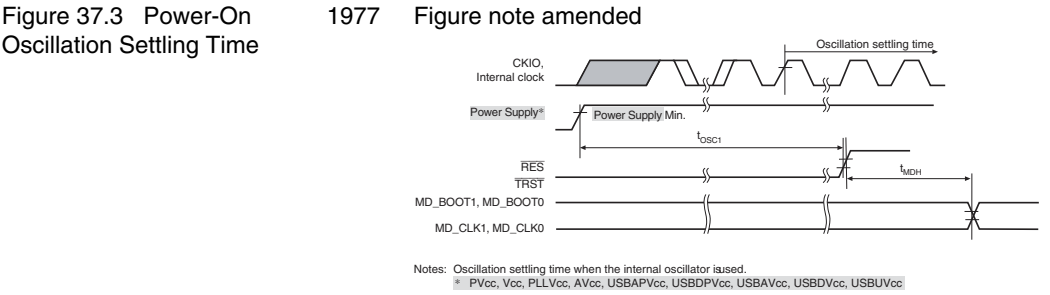 Figure 37.3 Power-On 1977 Figure note amended
Oscillation Settling Time
Oscillation settling time
CKIO,
Internal clock
Power Supply*
Power Supply Min.
tOSC1
RES
TRST
tMDH
MD_BOOT1, MD_BOOT0
MD_CLK1, MD_CLK0
Notes: Oscillation settling time when the internal oscillator is used.
* PVcc, Vcc, PLLVcc, AVcc, USBAPVcc, USBDPVcc, USBAVcc, USBDVcc, USBUVcc